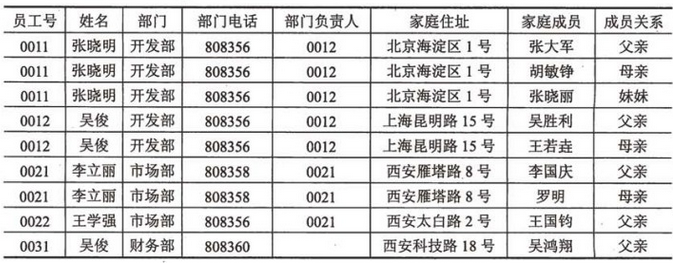 员工号 姓名 部门 部门电话 部门负责人 家庭住址 家庭成员 成员关系
0011 张晓明 开发部 808356 0012 北京海淀区1号 张大军 父亲
0011 张晓明 开发部 808356 0012 北京海淀区1号 胡敏铮 母亲
0011 张晓明 开发部 808356 0012 北京海淀区1号 张晓丽 妹妹
0012 吴俊 开发部 808356 0012 上海昆明路15号 吴胜利 父亲
0012 吴俊 开发部 808356 0012 上海昆明路15号 王若垚 母亲
0021 李立丽 市场部 808358 0021 西安雁塔路8号 李国庆 父亲
0021 李立丽 市场部 808358 0021 西安雁塔路8号 罗明 母亲
0022 王学强 市场部 808356 0021 西安太白路2号 王国钧 父亲
0031 吴俊 财务部 808360 西安科技路18号 吴鸿翔 父亲